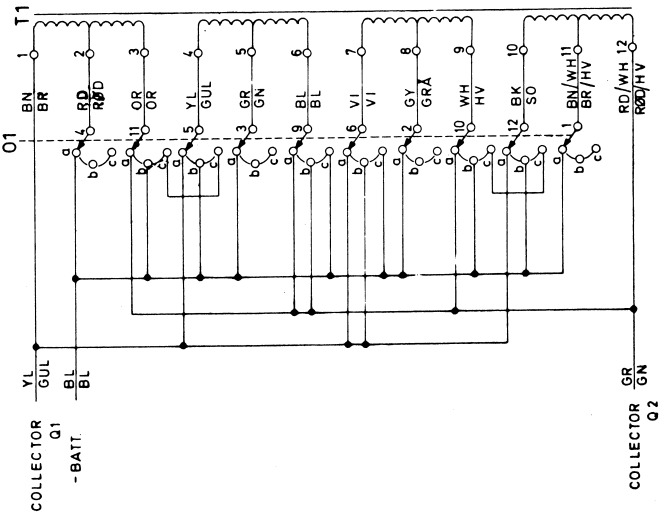 T1
1
2
3
4
5
6
7
8
9
10
11
12
BN
BR
RD
RØD
OR
OR
YL
GUL
GR
GN
BL
BL
VI
VI
GY
GRÅ
WH
HV
BK
SO
BN/WH
BR/HV
RD/WH
RØD/HV
O1
4
11
5
3
9
6
2
10
12
1
a b c
a b c
a b c
a b c
a b c
a b c
a b c
a b c
a b c
a b c
YL
GUL
BL
BL
GR
GN
COLLECTOR
Q1
-BATT.
COLLECTOR
Q2